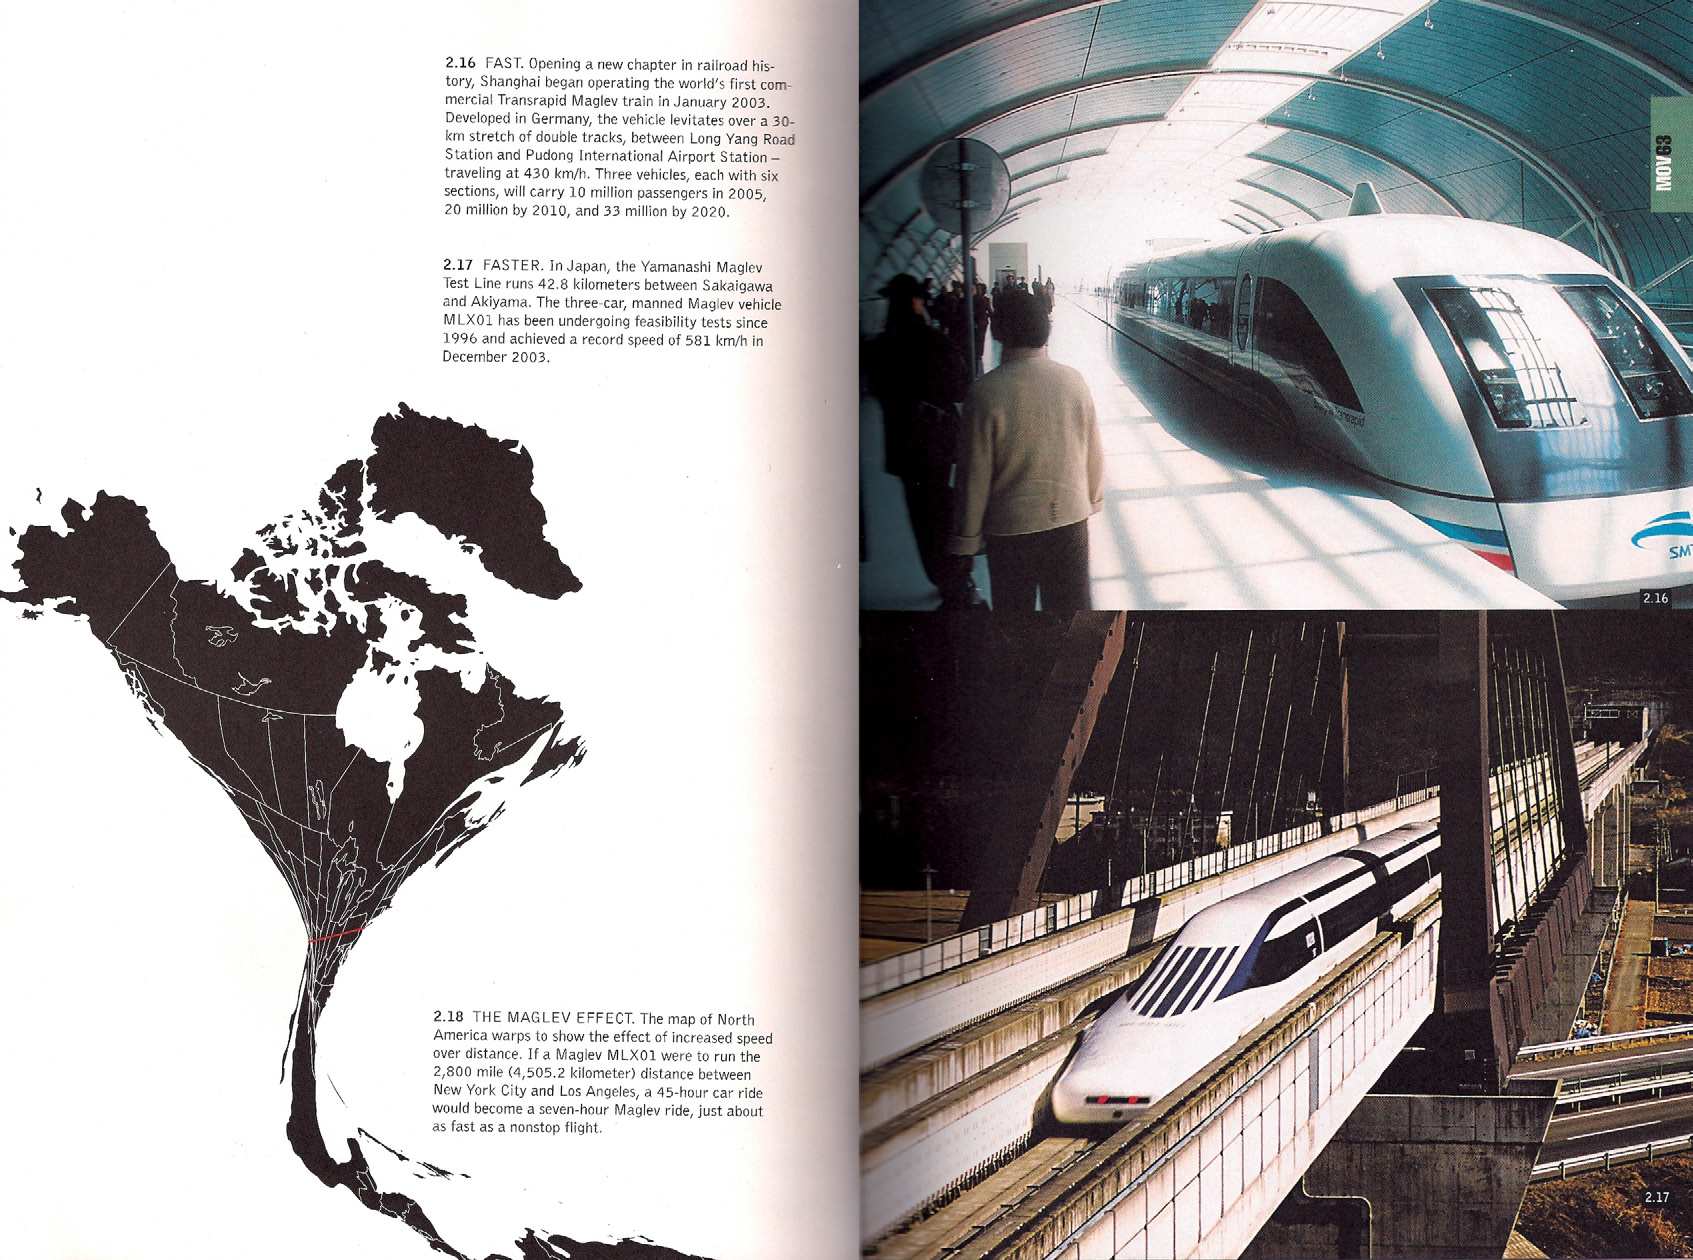 2.16 FAST. Opening a new chapter in railroad his-
tory, Shanghai began operating the world's first com-
mercial Transrapid Maglev train in January 2003.
Developed in Germany, the vehicle levitates over a 30-
km stretch of double tracks, between Long Yang Road
Station and Pudong International Airport Station –
traveling at 430 km/h. Three vehicles, each with six
sections, will carry 10 million passengers in 2005,
20 million by 2010, and 33 million by 2020.
2.17 FASTER. In Japan, the Yamanashi Maglev
Test Line runs 42.8 kilometers between Sakaigawa
and Akiyama. The three-car, manned Maglev vehicle
MLX01 has been undergoing feasibility tests since
1996 and achieved a record speed of 581 km/h in
December 2003.
2.18 THE MAGLEV EFFECT. The map of North
America warps to show the effect of increased speed
over distance. If a Maglev MLX01 were to run the
2,800 mile (4,505.2 kilometer) distance between
New York City and Los Angeles, a 45-hour car ride
would become a seven-hour Maglev ride, just about
as fast as a nonstop flight.
MOV63
SMT
2.16
2.17